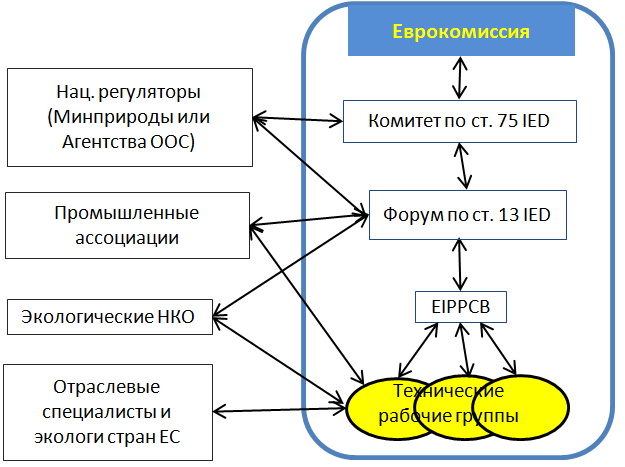 Еврокомиссия
Нац. регуляторы
(Минприроды или
Агентства ООС)
Комитет по ст. 75 IED
Промышленные
ассоциации
Форум по ст. 13 IED
Экологические НКО
EIPPCB
Отраслевые
специалисты и
экологи стран ЕС
Технические
рабочие группы